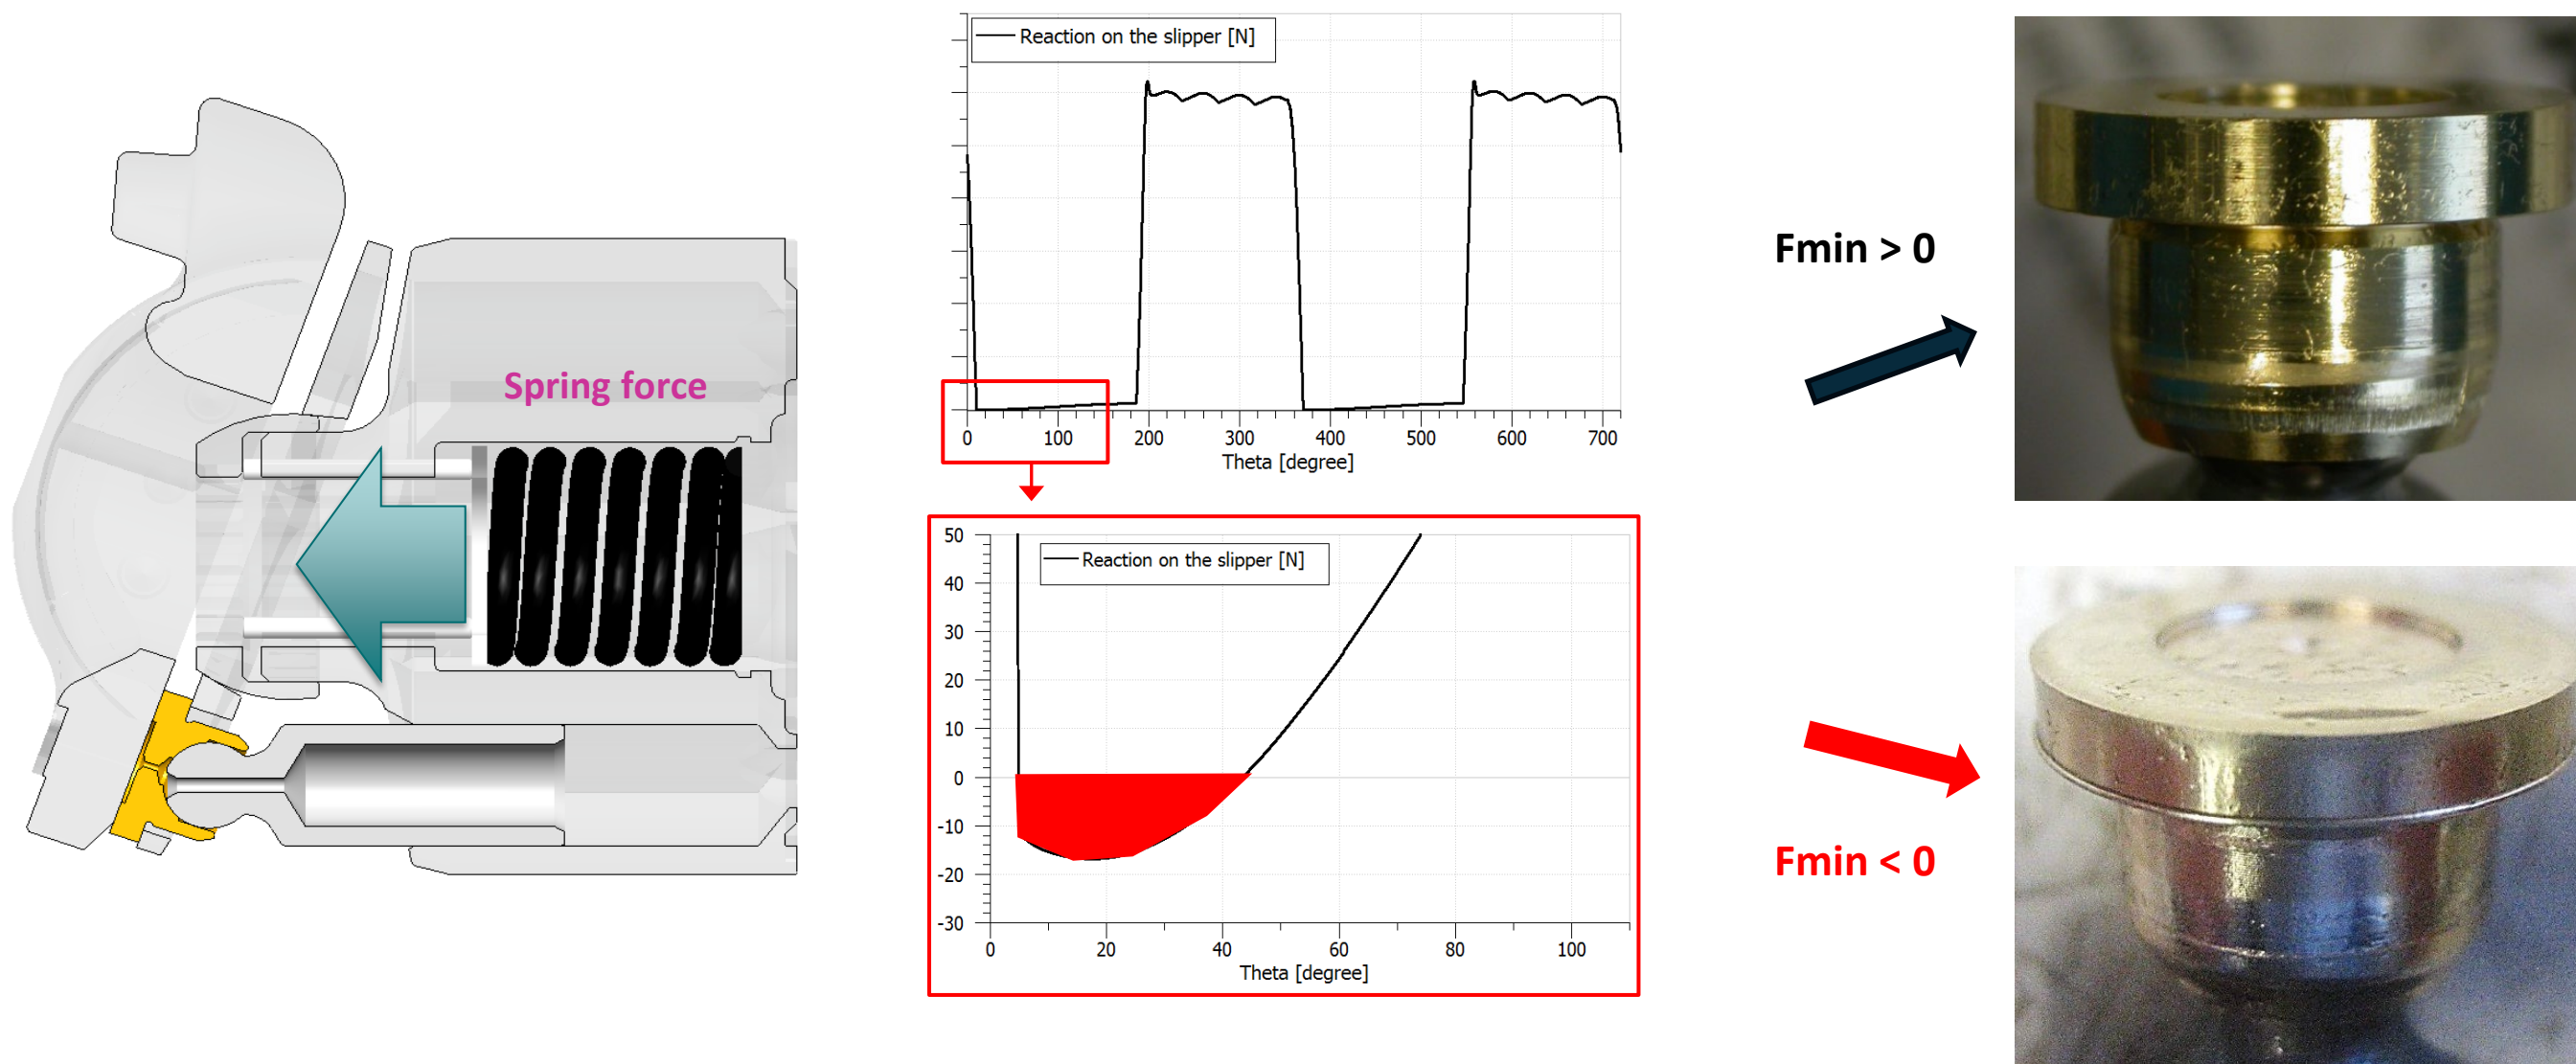 Spring force
Reaction on the slipper [N]
0 100 200 300 400 500 600 700
Theta [degree]
50
40
30
20
10
0
-10
-20
-30
Reaction on the slipper [N]
0 20 40 60 80 100
Theta [degree]
Fmin > 0
Fmin < 0